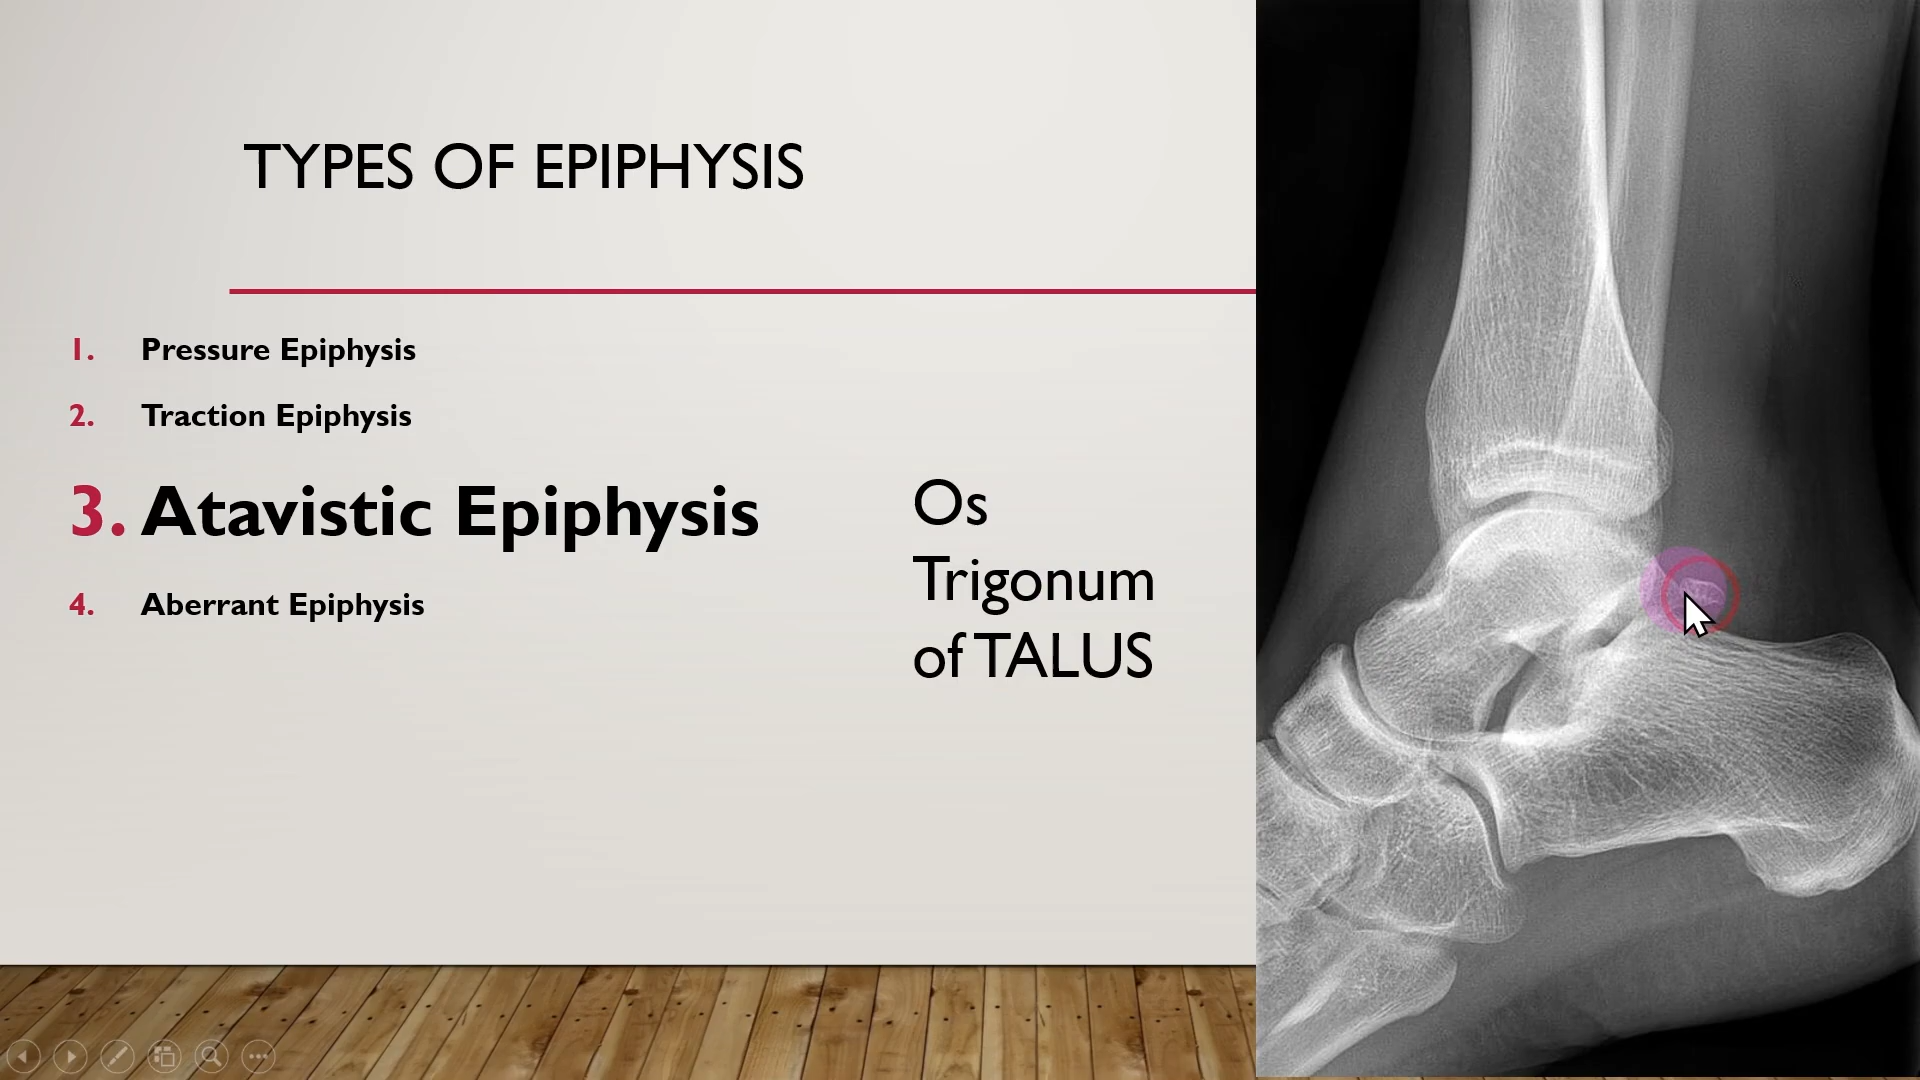 TYPES OF EPIPHYSIS
1. Pressure Epiphysis
2. Traction Epiphysis
3. Atavistic Epiphysis
4. Aberrant Epiphysis
Os
Trigonum
of TALUS